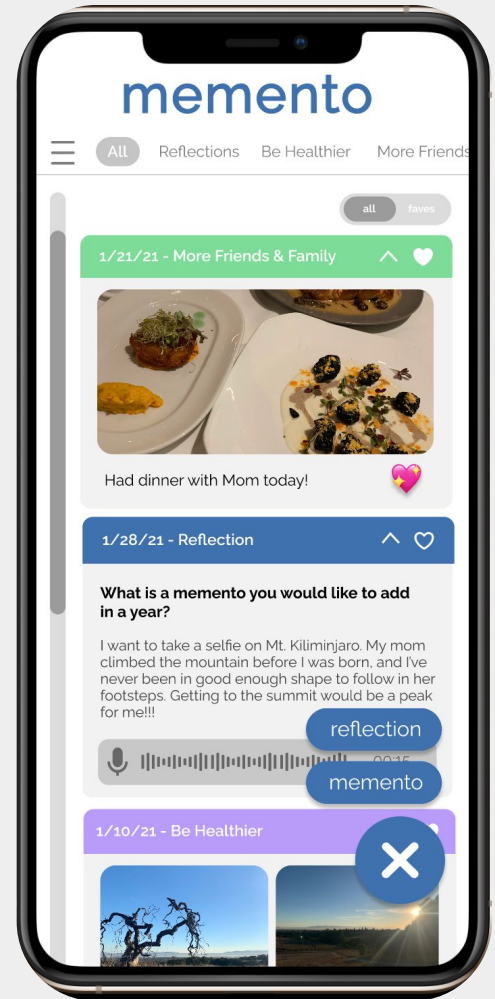 memento
All Reflections Be Healthier More Friends
all faves
1/21/21 - More Friends & Family
Had dinner with Mom today!
1/28/21 - Reflection
What is a memento you would like to add
in a year?
I want to take a selfie on Mt. Kiliminjaro. My mom
climbed the mountain before I was born, and I've
never been in good enough shape to follow in her
footsteps. Getting to the summit would be a peak
for me!!!
reflection
00:15
memento
1/10/21 - Be Healthier